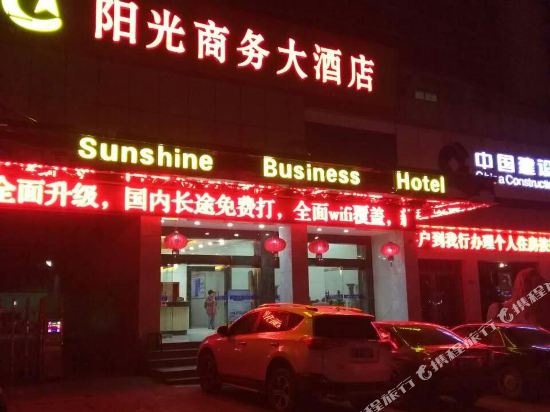 阳光商务大酒店
Sunshine Business Hotel
中国建设
China Construct
全面升级，国内长途免费打，全面wifi覆盖，
户到我行办理个人住房
@携程旅行